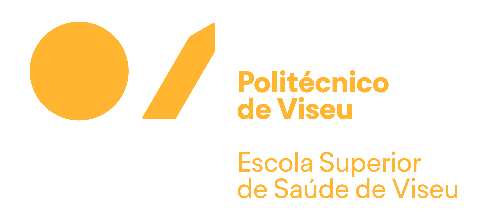 Politécnico
de Viseu
Escola Superior
de Saúde de Viseu